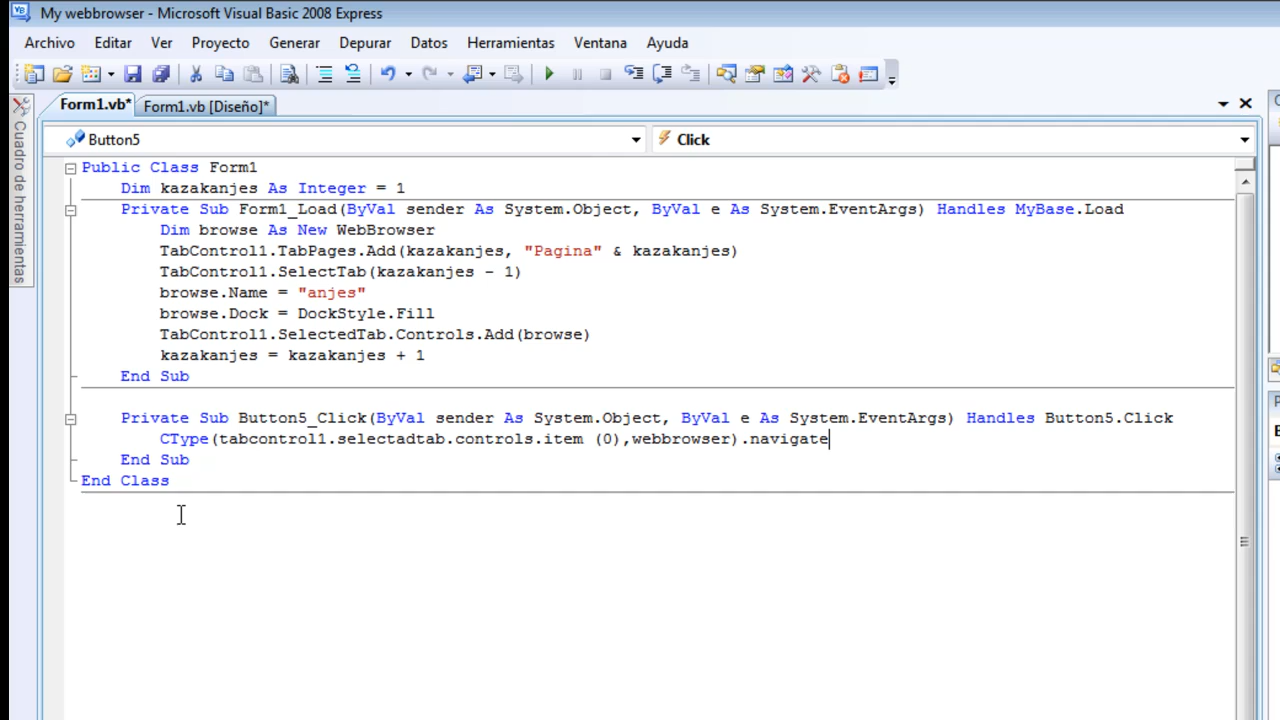 My webbrowser - Microsoft Visual Basic 2008 Express
Archivo Editar Ver Proyecto Generar Depurar Datos Herramientas Ventana Ayuda
Form1.vb* Form1.vb [Diseño]*
Cuadro de herramientas
Button5 Click
Public Class Form1
Dim kazakanjes As Integer = 1
Private Sub Form1_Load(ByVal sender As System.Object, ByVal e As System.EventArgs) Handles MyBase.Load
Dim browse As New WebBrowser
TabControl1.TabPages.Add(kazakanjes, "Pagina" & kazakanjes)
TabControl1.SelectTab(kazakanjes - 1)
browse.Name = "anjes"
browse.Dock = DockStyle.Fill
TabControl1.SelectedTab.Controls.Add(browse)
kazakanjes = kazakanjes + 1
End Sub
Private Sub Button5_Click(ByVal sender As System.Object, ByVal e As System.EventArgs) Handles Button5.Click
CType(tabcontrol1.selectadtab.controls.item (0),webbrowser).navigate
End Sub
End Class